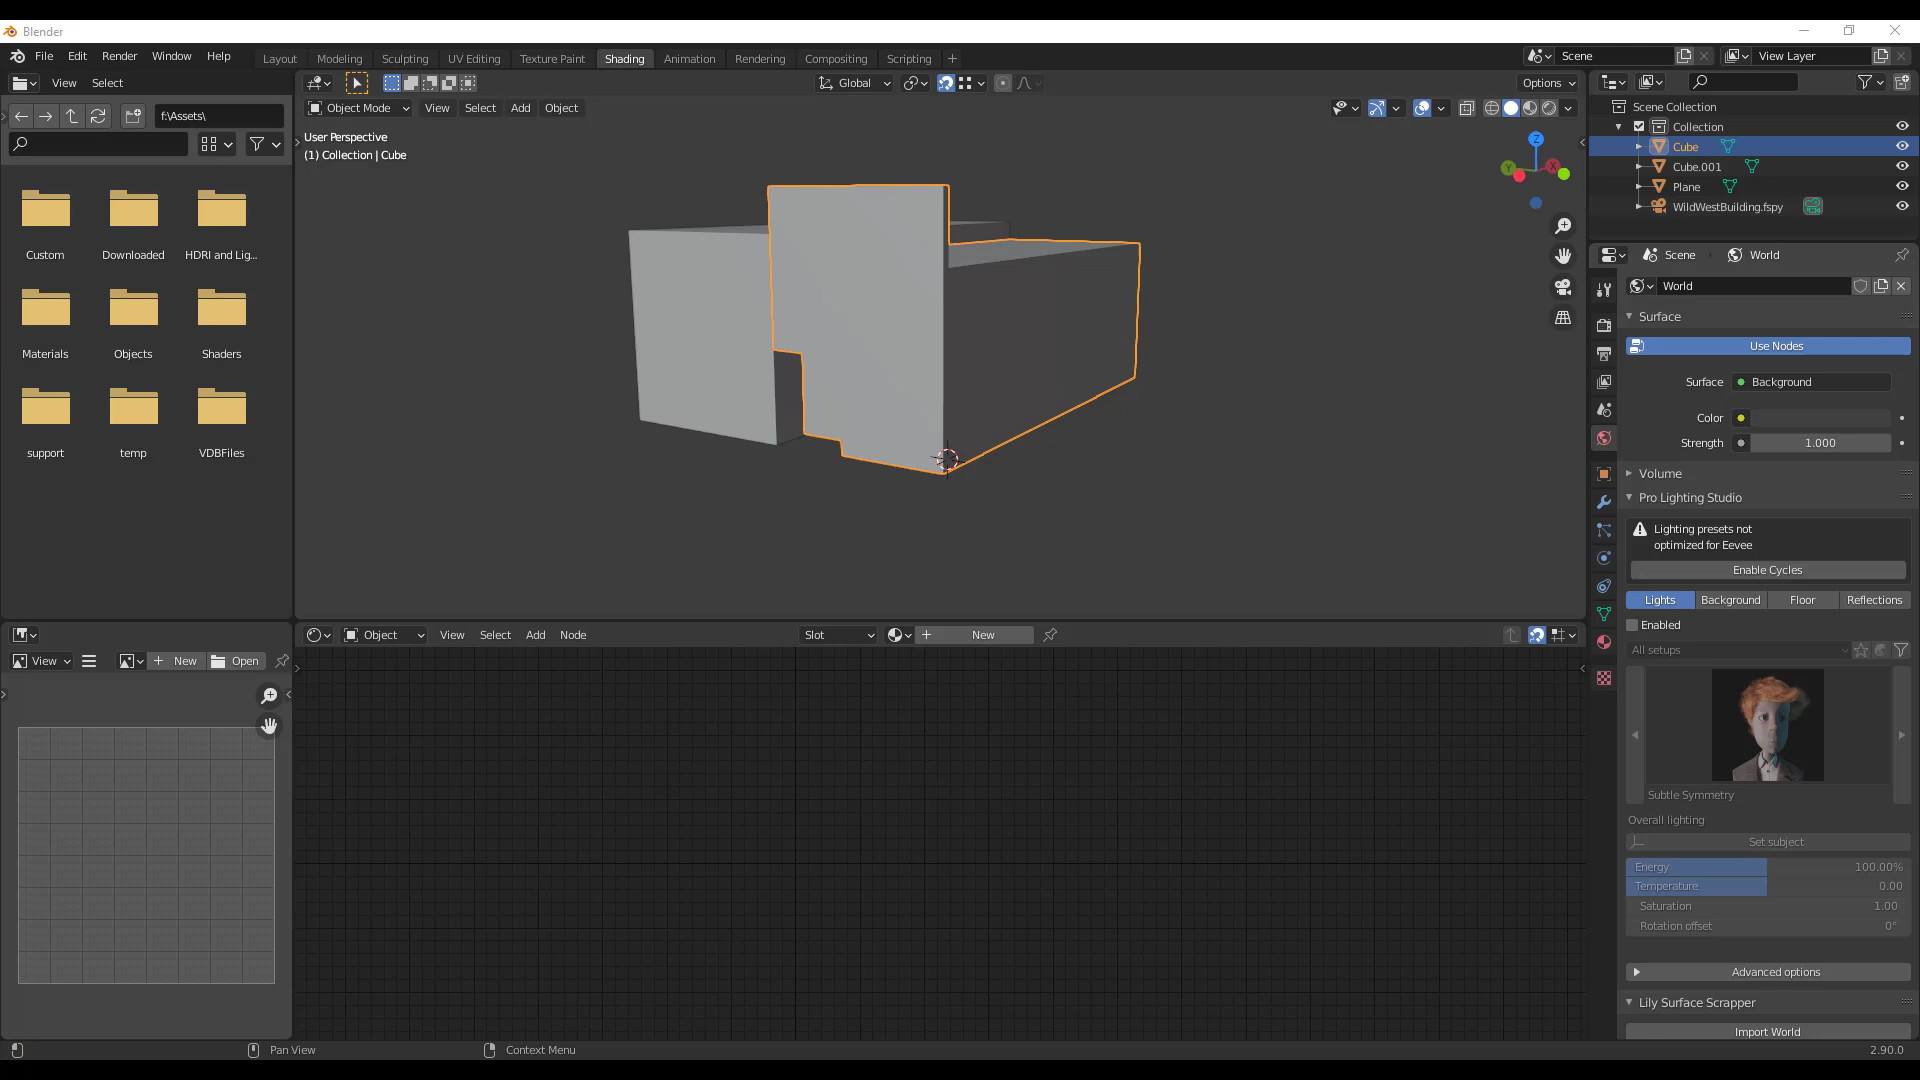 Blender
File Edit Render Window Help
Layout Modeling Sculpting UV Editing Texture Paint Shading Animation Rendering Compositing Scripting
Scene
View Layer
View Select
Global
Options
f:\Assets\
Object Mode View Select Add Object
User Perspective
(1) Collection | Cube
Custom Downloaded HDRI and Lig...
Materials Objects Shaders
support temp VDBFiles
Z
Y
X
Scene Collection
Collection
Cube
Cube.001
Plane
WildWestBuilding.fspy
Scene World
World
Surface
Use Nodes
Surface Background
Color
Strength 1.000
Volume
Pro Lighting Studio
Lighting presets not
optimized for Eevee
Enable Cycles
Lights Background Floor Reflections
Enabled
All setups
Subtle Symmetry
Overall lighting
Set subject
Energy 100.00%
Temperature 0.00
Saturation 1.00
Rotation offset 0°
Advanced options
Lily Surface Scrapper
Import World
Object View Select Add Node
Slot
New
View
New Open
Pan View
Context Menu
2.90.0